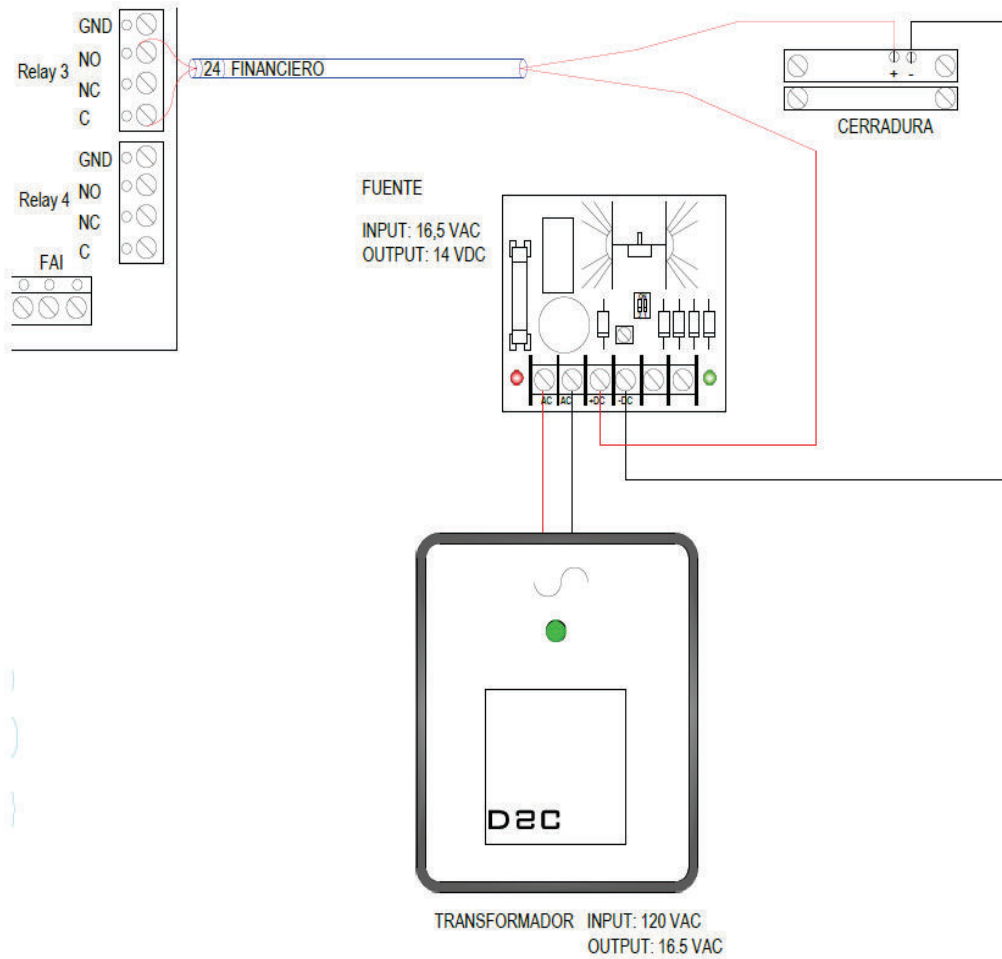 GND
NO
Relay 3
NC
C
24 FINANCIERO
+ -
CERRADURA
GND
NO
Relay 4
NC
C
FAI
FUENTE
INPUT: 16,5 VAC
OUTPUT: 14 VDC
AC AC +DC -DC
DSC
TRANSFORMADOR INPUT: 120 VAC
OUTPUT: 16.5 VAC